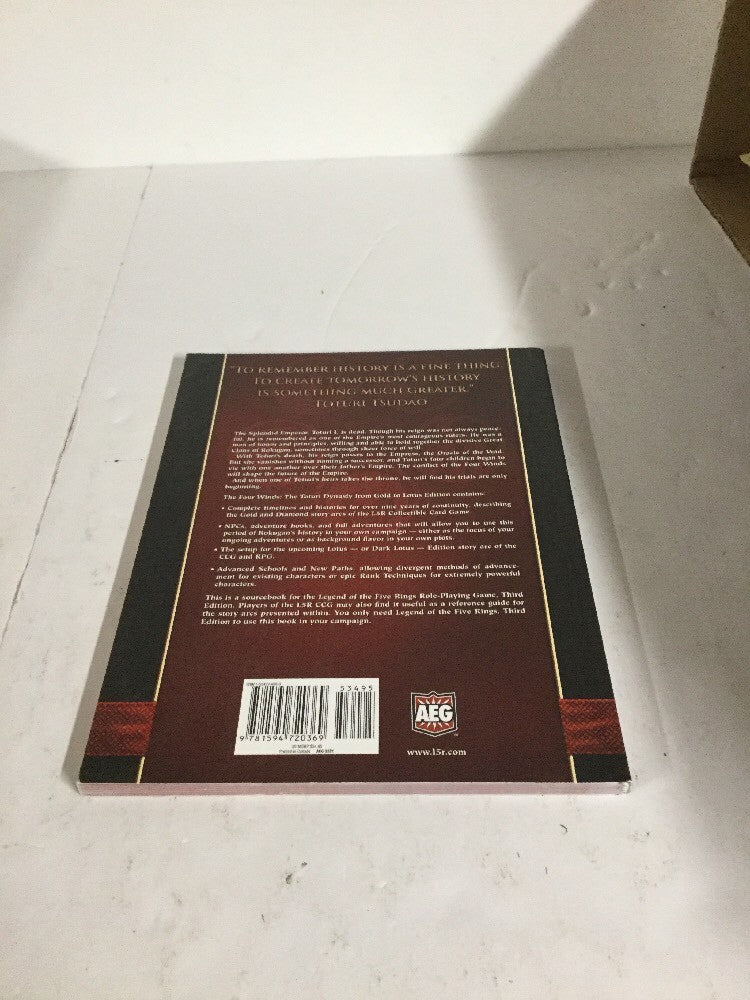 "To remember history is a fine thing.
To create tomorrow's history
is something much greater."
Toturi Tsudao
The Splendid Emperor, Toturi I, is dead. Though his reign was not always peace-
ful, he is remembered as one of the Empire's most courageous rulers. He was a
man of honor and principles, willing and able to hold together the divisive Great
Clans of Rokugan, sometimes through sheer force of will.
With Toturi's death, his reign passes to the Empress, the Oracle of the Void.
But she vanishes without naming a successor, and Toturi's four children begin to
vie with one another over their father's Empire. The conflict of the Four Winds
will shape the future of the Empire.
And when one of Toturi's heirs takes the throne, he will find his trials are only
beginning.
The Four Winds: The Toturi Dynasty from Gold to Lotus Edition contains:
• Complete timelines and histories for over nine years of continuity, describing
the Gold and Diamond story arcs of the L5R Collectible Card Game.
• NPCs, adventure hooks, and full adventures that will allow you to use this
period of Rokugan's history in your own campaign — either as the focus of your
ongoing adventures or as background flavor in your own plots.
• The setup for the upcoming Lotus — or Dark Lotus — Edition story arc of the
CCG and RPG.
• Advanced Schools and New Paths, allowing divergent methods of advance-
ment for existing characters or epic Rank Techniques for extremely powerful
characters.
This is a sourcebook for the Legend of the Five Rings Role-Playing Game, Third
Edition. Players of the L5R CCG may also find it useful as a reference guide for
the story arcs presented within. You only need Legend of the Five Rings, Third
Edition to use this book in your campaign.
53495
9 781594 720369
Printed in Canada
AEG
www.l5r.com